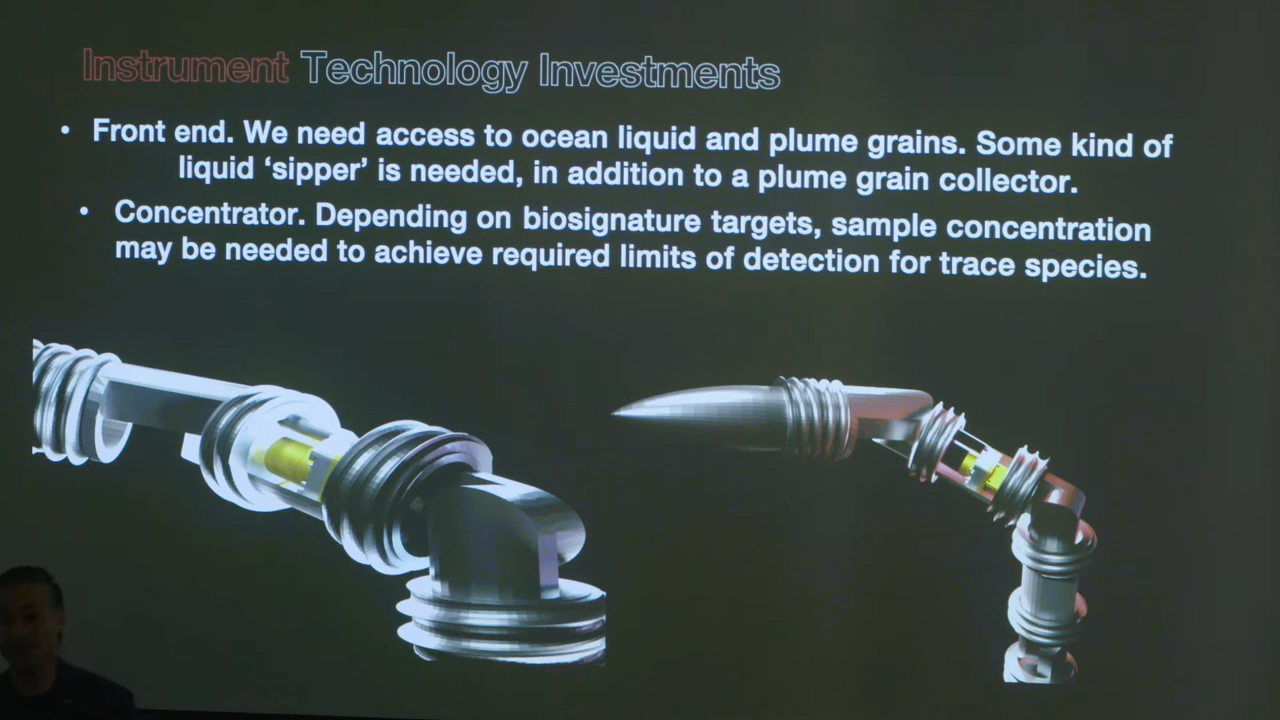 Instrument Technology Investments
• Front end. We need access to ocean liquid and plume grains. Some kind of
liquid ‘sipper’ is needed, in addition to a plume grain collector.
• Concentrator. Depending on biosignature targets, sample concentration
may be needed to achieve required limits of detection for trace species.